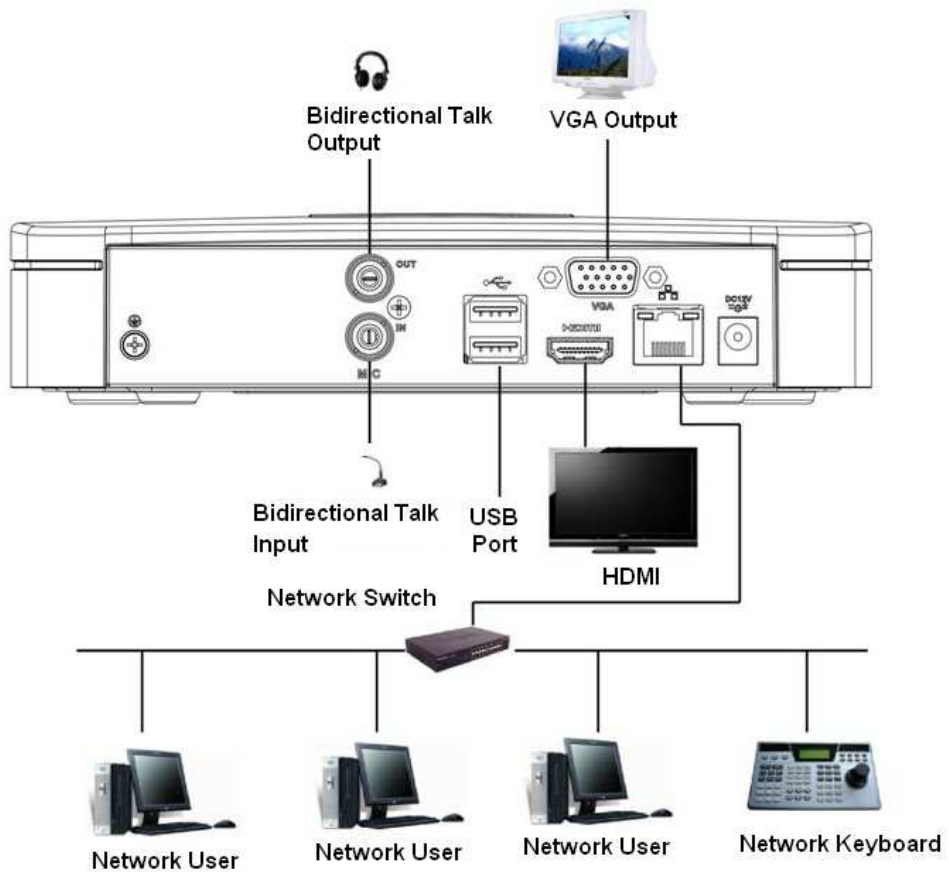 Bidirectional Talk
Output
VGA Output
OUT
VGA
DC12V
HDMI
IN
MIC
Bidirectional Talk
Input
USB
Port
HDMI
Network Switch
Network User
Network User
Network User
Network Keyboard